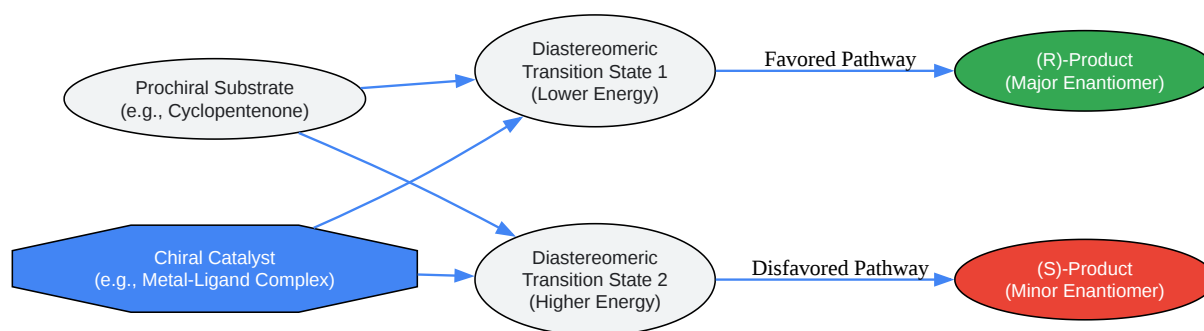 Prochiral Substrate
(e.g., Cyclopentenone)
Chiral Catalyst
(e.g., Metal-Ligand Complex)
Diastereomeric
Transition State 1
(Lower Energy)
Diastereomeric
Transition State 2
(Higher Energy)
Favored Pathway
Disfavored Pathway
(R)-Product
(Major Enantiomer)
(S)-Product
(Minor Enantiomer)